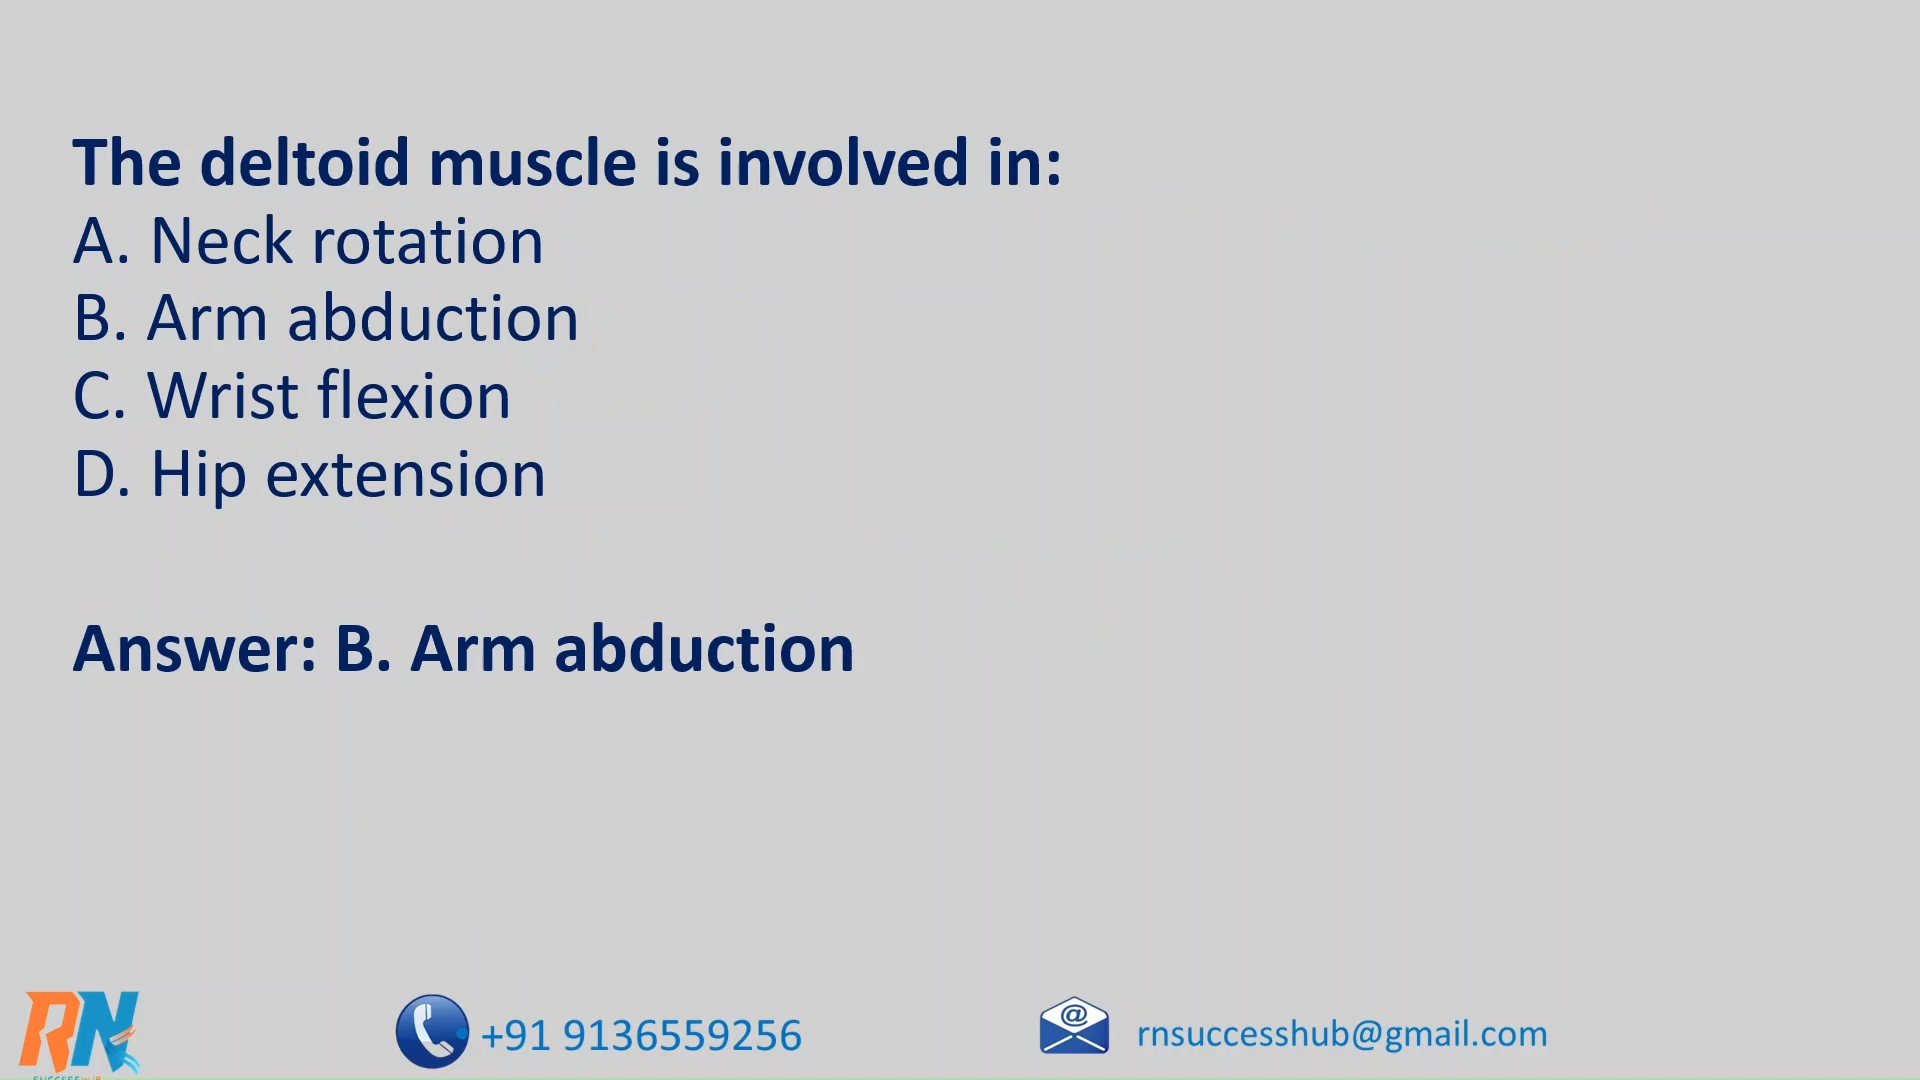 The deltoid muscle is involved in:
A. Neck rotation
B. Arm abduction
C. Wrist flexion
D. Hip extension
Answer: B. Arm abduction
RN
+91 9136559256
@
rnsuccesshub@gmail.com